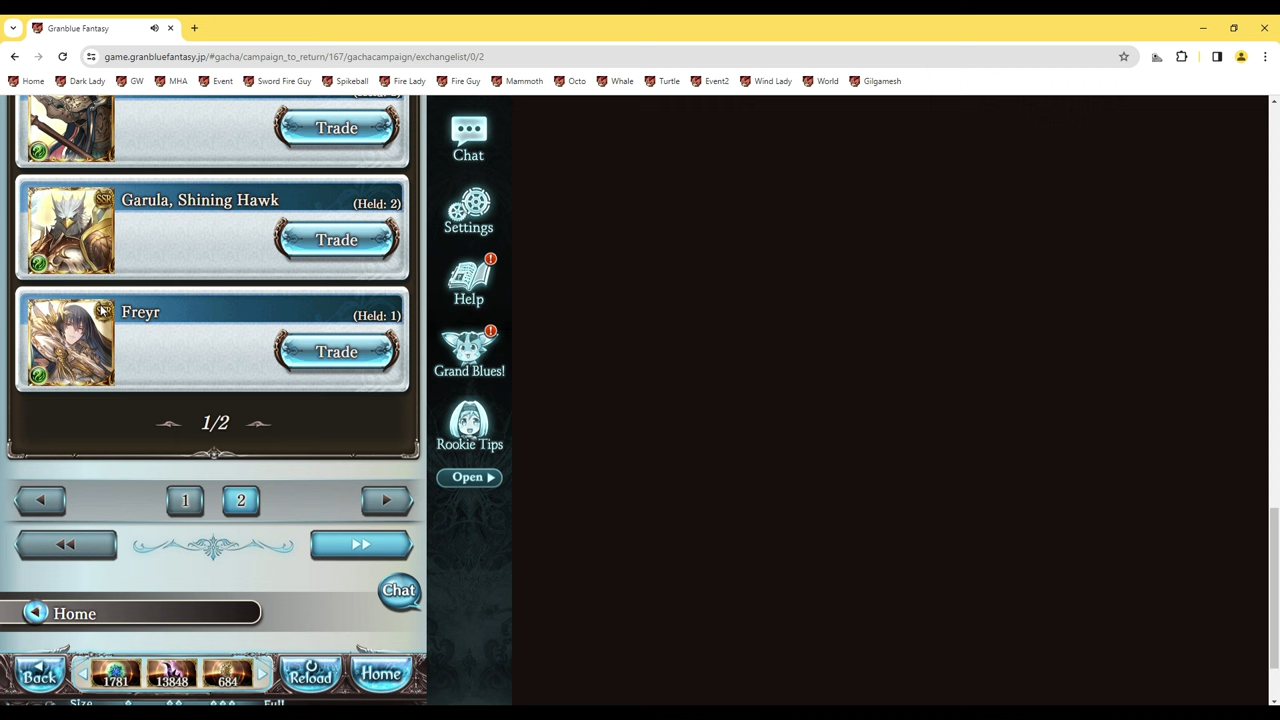 Granblue Fantasy
game.granbluefantasy.jp/#gacha/campaign_to_return/167/gachacampaign/exchangelist/0/2
Home Dark Lady GW MHA Event Sword Fire Guy Spikeball Fire Lady Fire Guy Mammoth Octo Whale Turtle Event2 Wind Lady World Gilgamesh
Trade
SSR
Garula, Shining Hawk
(Held: 2)
Trade
Freyr
(Held: 1)
Trade
1/2
1 2
Home
Chat
Back
1781 13848 684
Reload
Home
Size
Full
Chat
Settings
Help
Grand Blues!
Rookie Tips
Open